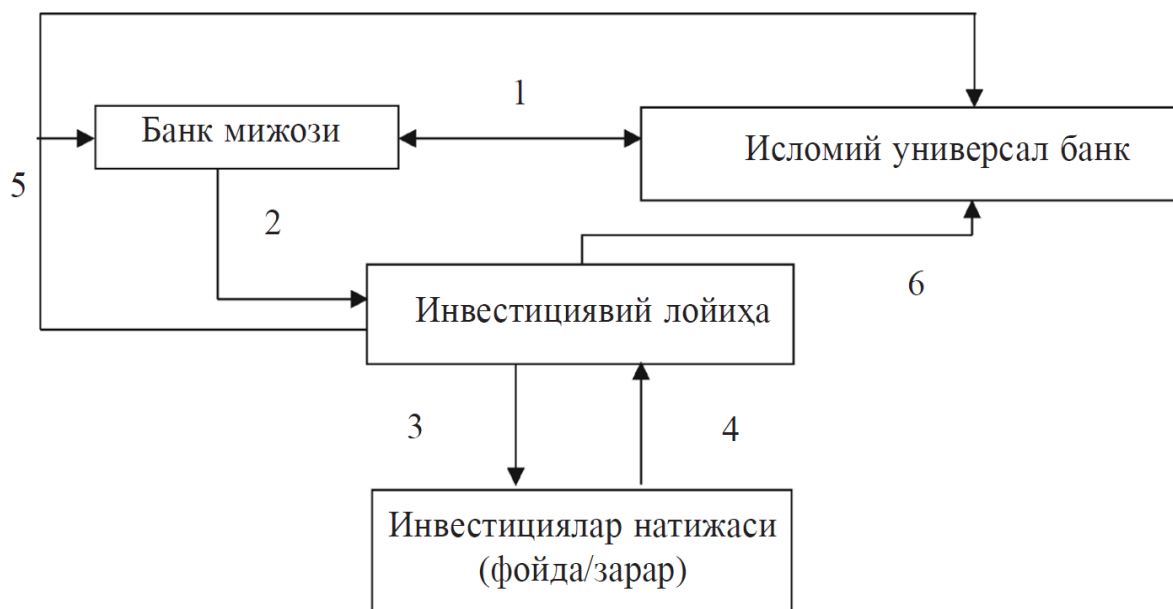 1
Банк мижози
Исломий универсал банк
5
2
6
Инвестициявий лойиҳа
3
4
Инвестициялар натижаси
(фойда/зарар)